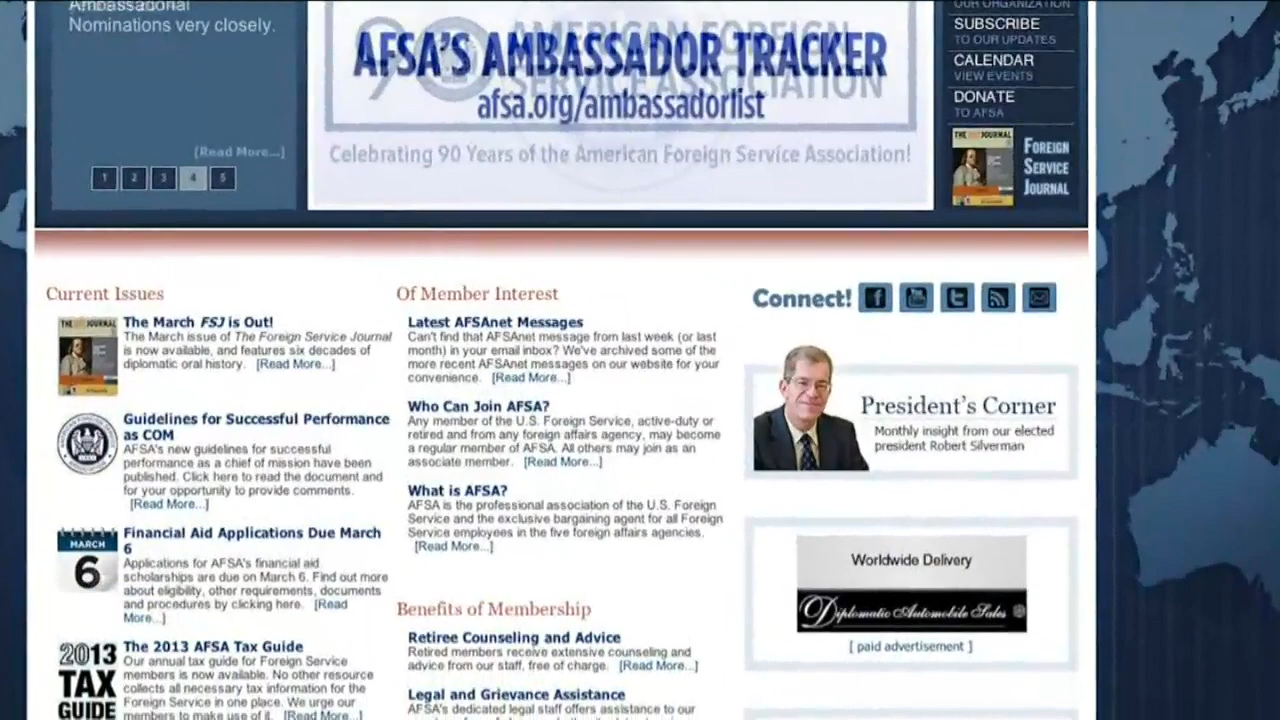 Ambassadorial
Nominations very closely.
[Read More...]
1 2 3 4 5
AMERICAN FOREIGN
SERVICE ASSOCIATION
90
AFSA'S AMBASSADOR TRACKER
afsa.org/ambassadorlist
Celebrating 90 Years of the American Foreign Service Association!
OUR ORGANIZATION
SUBSCRIBE
TO OUR UPDATES
CALENDAR
VIEW EVENTS
DONATE
TO AFSA
FOREIGN
SERVICE
JOURNAL
Current Issues
The March FSJ is Out!
The March issue of The Foreign Service Journal
is now available, and features six decades of
diplomatic oral history. [Read More...]
Guidelines for Successful Performance
as COM
AFSA's new guidelines for successful
performance as a chief of mission have been
published. Click here to read the document and
for your opportunity to provide comments.
[Read More...]
MARCH
6
Financial Aid Applications Due March
6
Applications for AFSA's financial aid
scholarships are due on March 6. Find out more
about eligibility, other requirements, documents
and procedures by clicking here. [Read
More...]
2013
TAX
GUIDE
The 2013 AFSA Tax Guide
Our annual tax guide for Foreign Service
members is now available. No other resource
collects all necessary tax information for the
Foreign Service in one place. We urge our
members to make use of it. [Read More...]
Of Member Interest
Latest AFSAnet Messages
Can't find that AFSAnet message from last week (or last
month) in your email inbox? We've archived some of the
more recent AFSAnet messages on our website for your
convenience. [Read More...]
Who Can Join AFSA?
Any member of the U.S. Foreign Service, active-duty or
retired and from any foreign affairs agency, may become
a regular member of AFSA. All others may join as an
associate member. [Read More...]
What is AFSA?
AFSA is the professional association of the U.S. Foreign
Service and the exclusive bargaining agent for all Foreign
Service employees in the five foreign affairs agencies.
[Read More...]
Benefits of Membership
Retiree Counseling and Advice
Retired members receive extensive counseling and
advice from our staff, free of charge. [Read More...]
Legal and Grievance Assistance
AFSA's dedicated legal staff offers assistance to our
Connect!
President's Corner
Monthly insight from our elected
president Robert Silverman
Worldwide Delivery
Diplomatic Automobile Sales
[ paid advertisement ]